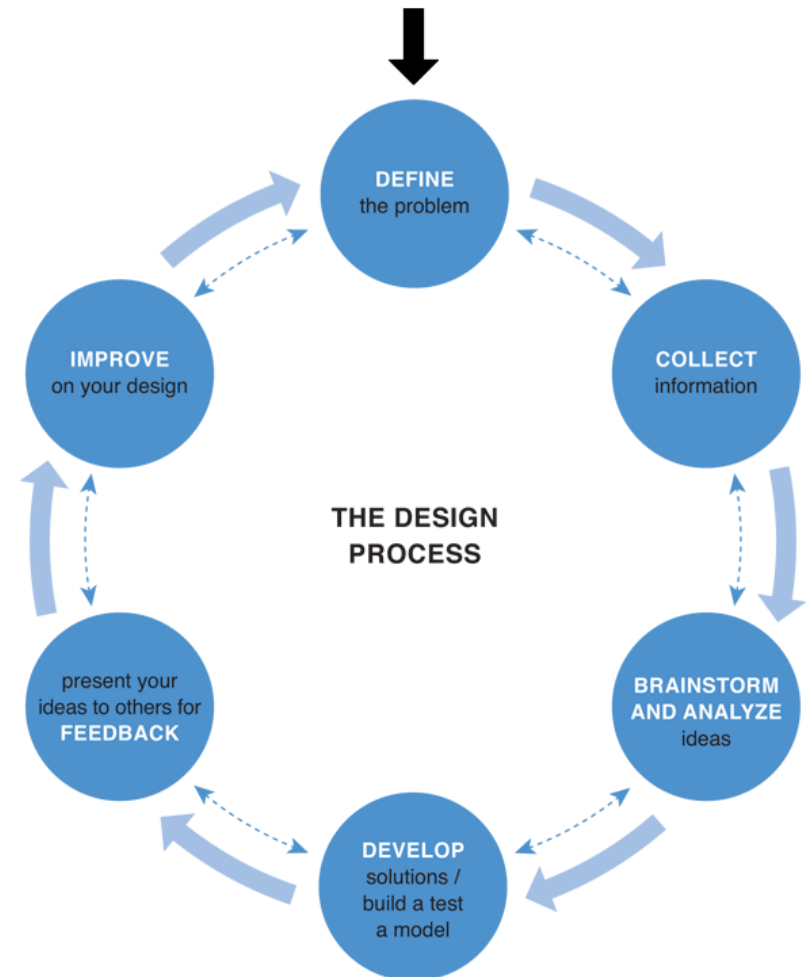 DEFINE
the problem
COLLECT
information
BRAINSTORM
AND ANALYZE
ideas
DEVELOP
solutions /
build a test
a model
present your
ideas to others for
FEEDBACK
IMPROVE
on your design
THE DESIGN
PROCESS